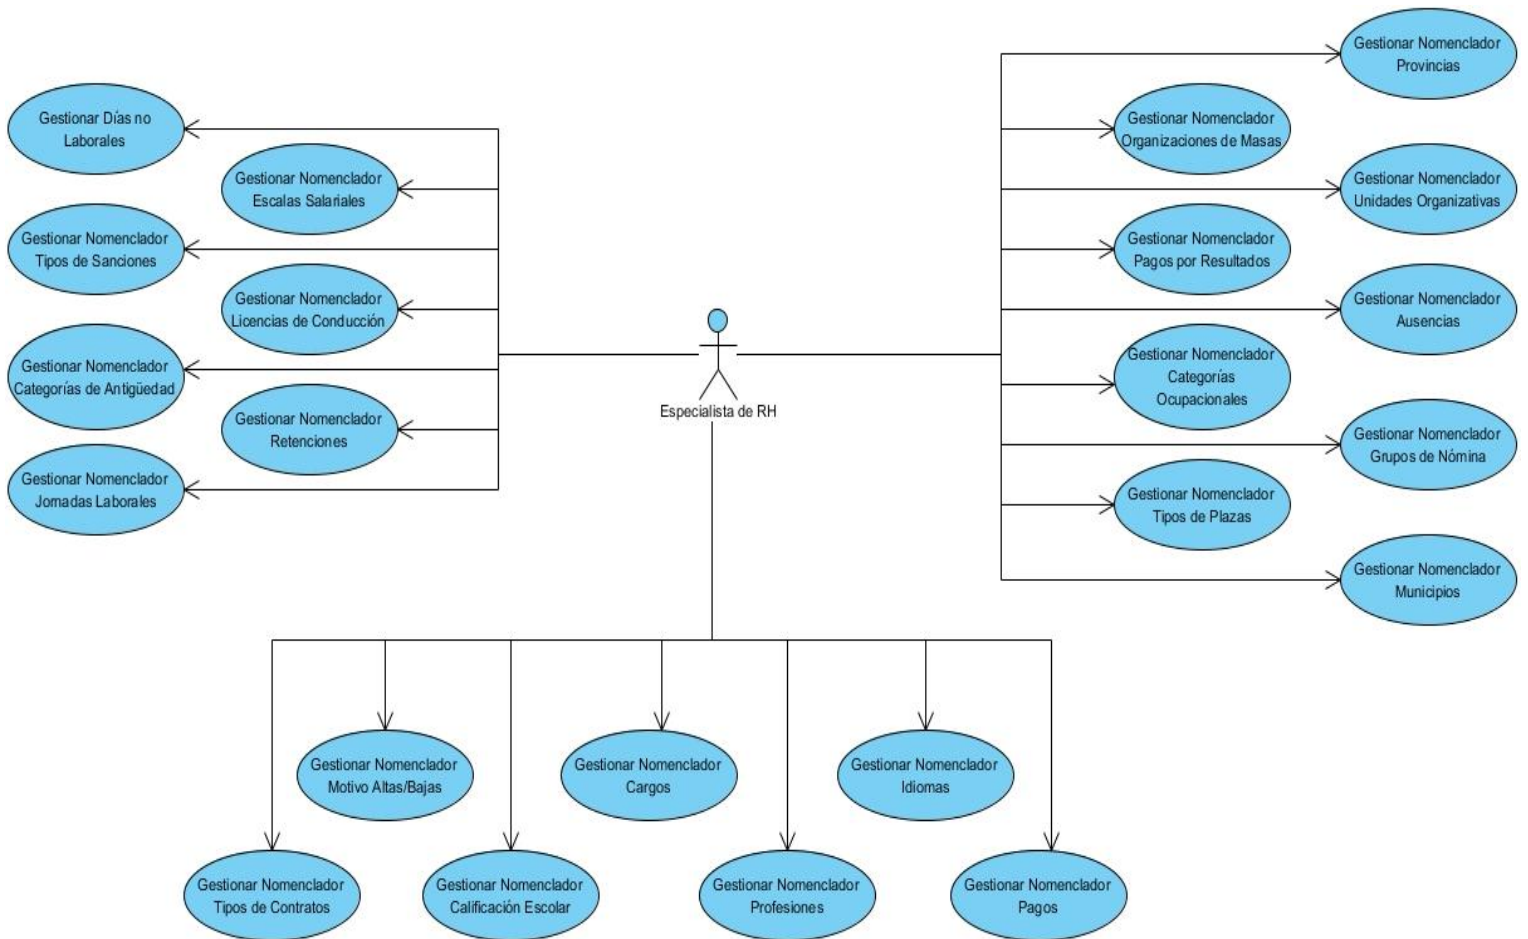 Gestionar Nomenclador
Provincias
Gestionar Días no
Laborales
Gestionar Nomenclador
Organizaciones de Masas
Gestionar Nomenclador
Escalas Salariales
Gestionar Nomenclador
Unidades Organizativas
Gestionar Nomenclador
Tipos de Sanciones
Gestionar Nomenclador
Pagos por Resultados
Gestionar Nomenclador
Licencias de Conducción
Gestionar Nomenclador
Ausencias
Gestionar Nomenclador
Categorías de Antigüedad
Gestionar Nomenclador
Categorías
Ocupacionales
Especialista de RH
Gestionar Nomenclador
Retenciones
Gestionar Nomenclador
Grupos de Nómina
Gestionar Nomenclador
Jornadas Laborales
Gestionar Nomenclador
Tipos de Plazas
Gestionar Nomenclador
Municipios
Gestionar Nomenclador
Motivo Altas/Bajas
Gestionar Nomenclador
Cargos
Gestionar Nomenclador
Idiomas
Gestionar Nomenclador
Tipos de Contratos
Gestionar Nomenclador
Calificación Escolar
Gestionar Nomenclador
Profesiones
Gestionar Nomenclador
Pagos